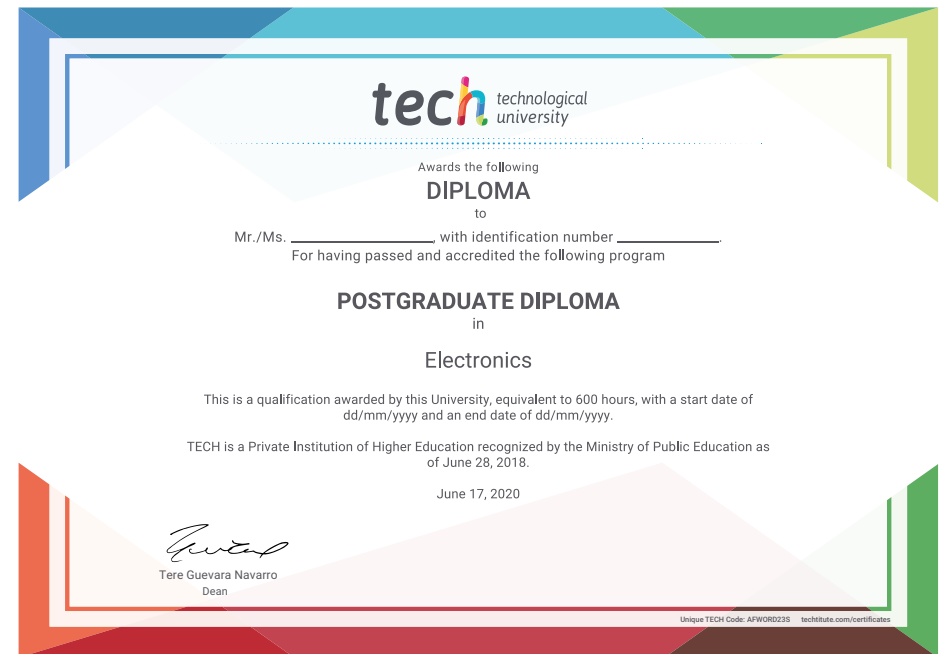 tech technological
university
Awards the following
DIPLOMA
to
Mr./Ms. ________________, with identification number ____________.
For having passed and accredited the following program
POSTGRADUATE DIPLOMA
in
Electronics
This is a qualification awarded by this University, equivalent to 600 hours, with a start date of
dd/mm/yyyy and an end date of dd/mm/yyyy.
TECH is a Private Institution of Higher Education recognized by the Ministry of Public Education as
of June 28, 2018.
June 17, 2020
Tere Guevara Navarro
Dean
Unique TECH Code: AFWORD23S techtitute.com/certificates